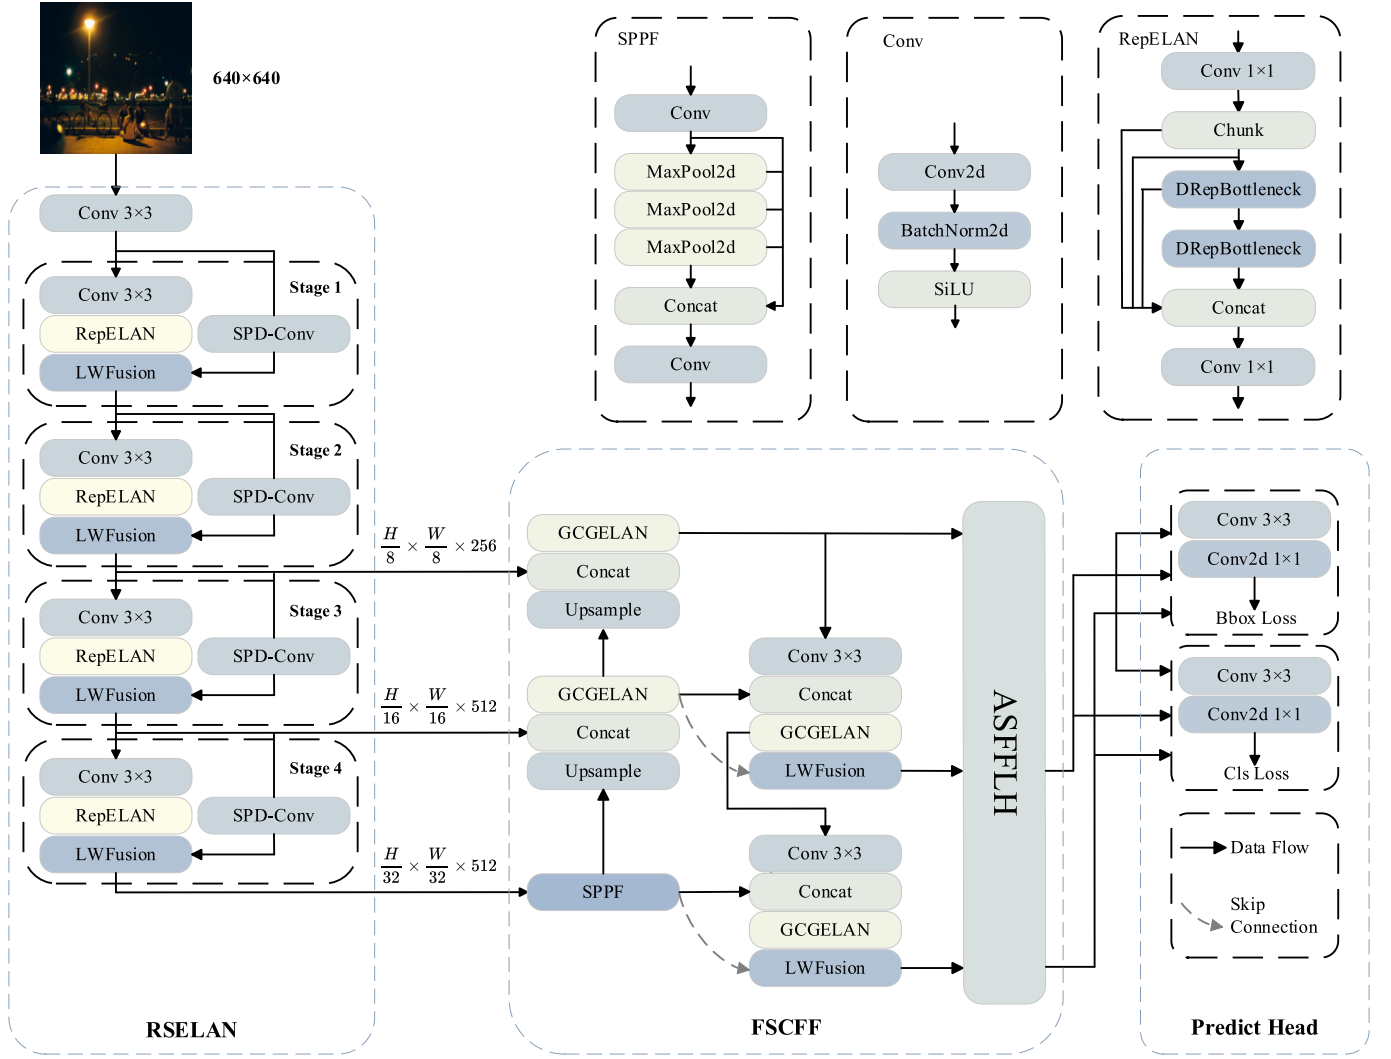 640×640
Conv 3×3
Stage 1
Conv 3×3
RepELAN
SPD-Conv
LWFusion
Stage 2
Conv 3×3
RepELAN
SPD-Conv
LWFusion
Stage 3
Conv 3×3
RepELAN
SPD-Conv
LWFusion
Stage 4
Conv 3×3
RepELAN
SPD-Conv
LWFusion
RSELAN
H/8 × W/8 × 256
H/16 × W/16 × 512
H/32 × W/32 × 512
SPPF
Conv
MaxPool2d
MaxPool2d
MaxPool2d
Concat
Conv
Conv
Conv2d
BatchNorm2d
SiLU
RepELAN
Conv 1×1
Chunk
DRepBottleneck
DRepBottleneck
Concat
Conv 1×1
GCGELAN
Concat
Upsample
GCGELAN
Concat
Upsample
SPPF
Conv 3×3
Concat
GCGELAN
LWFusion
Conv 3×3
Concat
GCGELAN
LWFusion
ASFFLH
FSCFF
Conv 3×3
Conv2d 1×1
Bbox Loss
Conv 3×3
Conv2d 1×1
Cls Loss
Data Flow
Skip
Connection
Predict Head